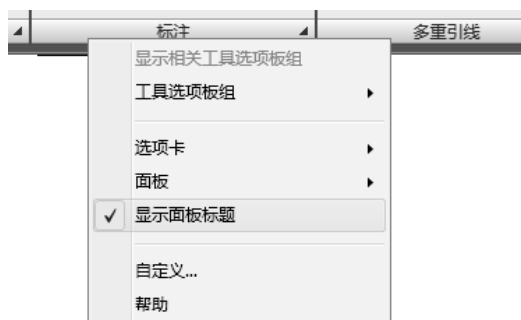 标注 多重引线
显示相关工具选项板组
工具选项板组
选项卡
面板
显示面板标题
自定义...
帮助